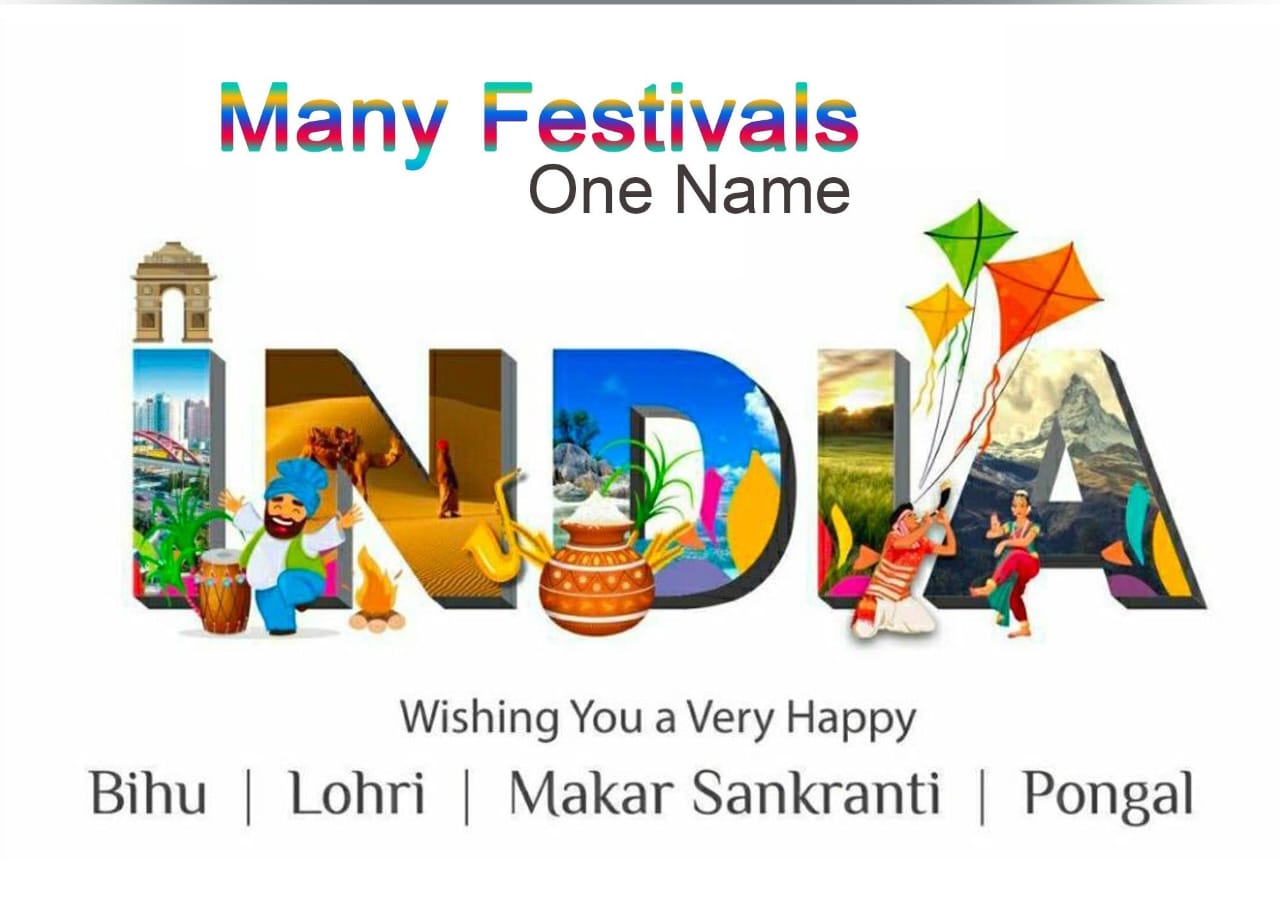 Many Festivals
One Name
INDIA
Wishing You a Very Happy
Bihu | Lohri | Makar Sankranti | Pongal